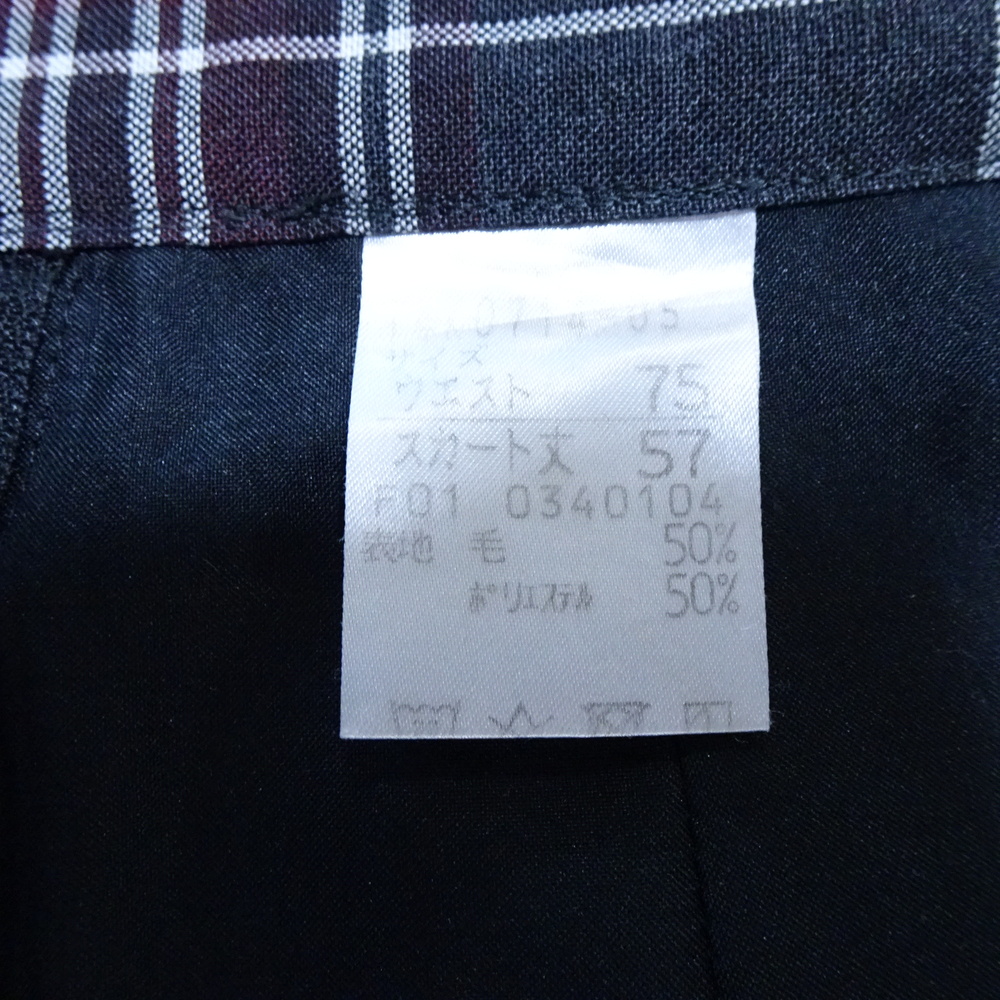 サイズ
ウエスト 75
スカート丈 57
F01 0340104
表地 毛 50%
ポリエステル 50%